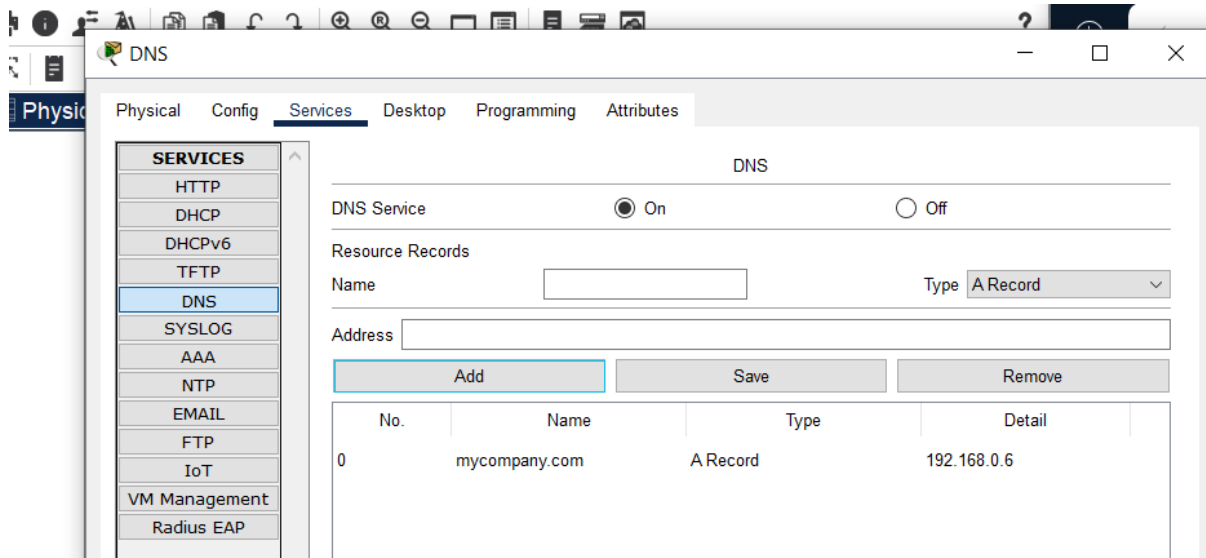 ?
DNS
Physic
Physical Config Services Desktop Programming Attributes
SERVICES
HTTP
DHCP
DHCPv6
TFTP
DNS
SYSLOG
AAA
NTP
EMAIL
FTP
IoT
VM Management
Radius EAP
DNS
DNS Service On Off
Resource Records
Name Type A Record
Address
Add Save Remove
No. Name Type Detail
0 mycompany.com A Record 192.168.0.6